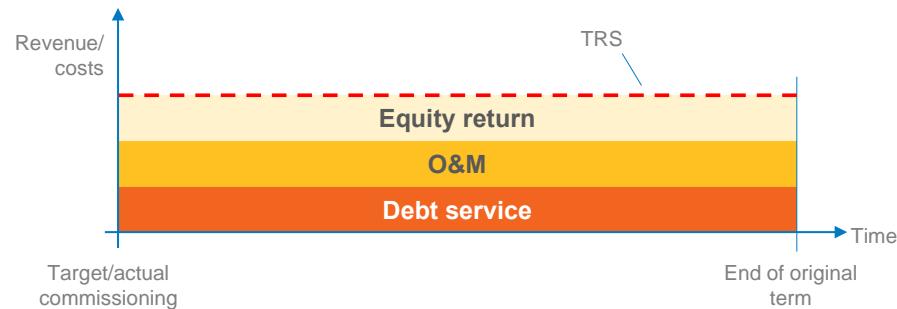 Revenue/
costs
TRS
Equity return
O&M
Debt service
Time
Target/actual
commissioning
End of original
term